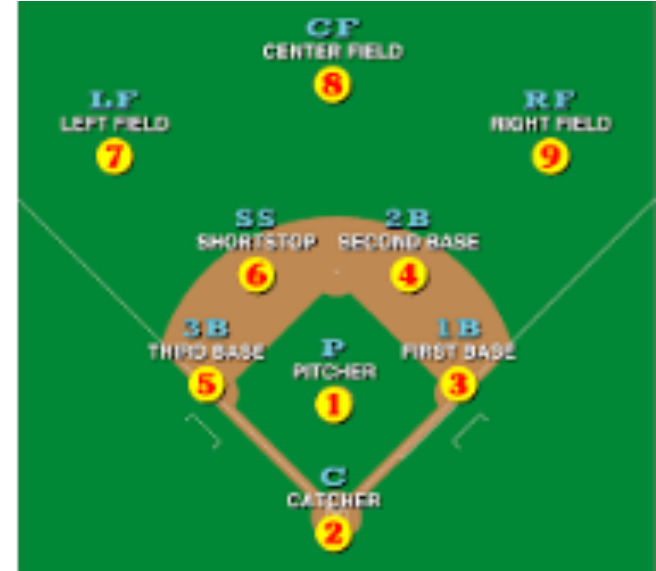 CF
CENTER FIELD
8
LF
LEFT FIELD
7
RF
RIGHT FIELD
9
SS
SHORTSTOP
6
2B
SECOND BASE
4
3B
THIRD BASE
5
P
PITCHER
1
1B
FIRST BASE
3
C
CATCHER
2